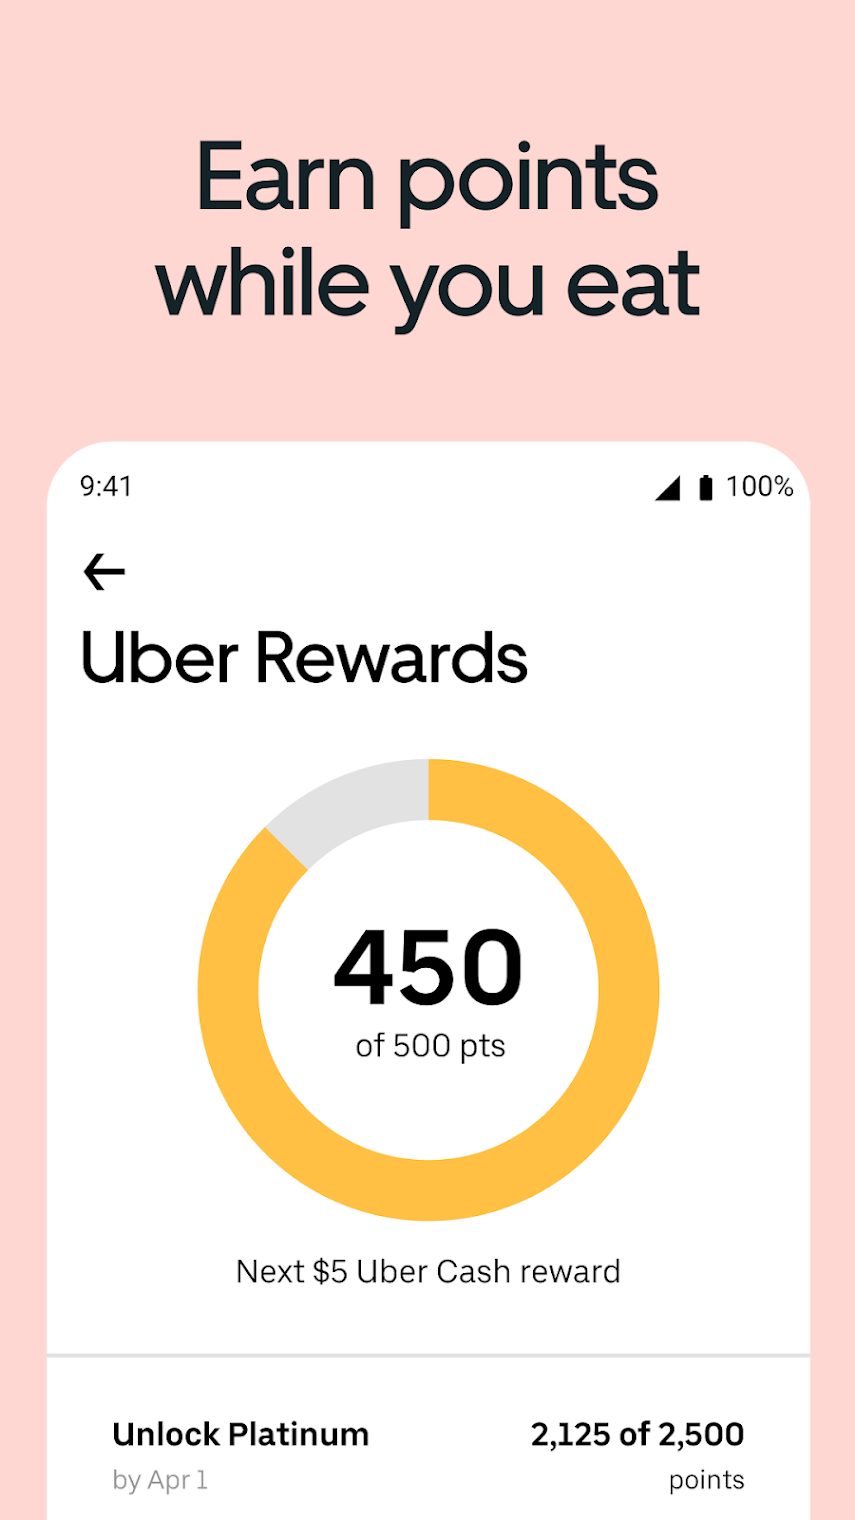 Earn points
while you eat
9:41
100%
Uber Rewards
450
of 500 pts
Next $5 Uber Cash reward
Unlock Platinum
2,125 of 2,500
by Apr 1
points